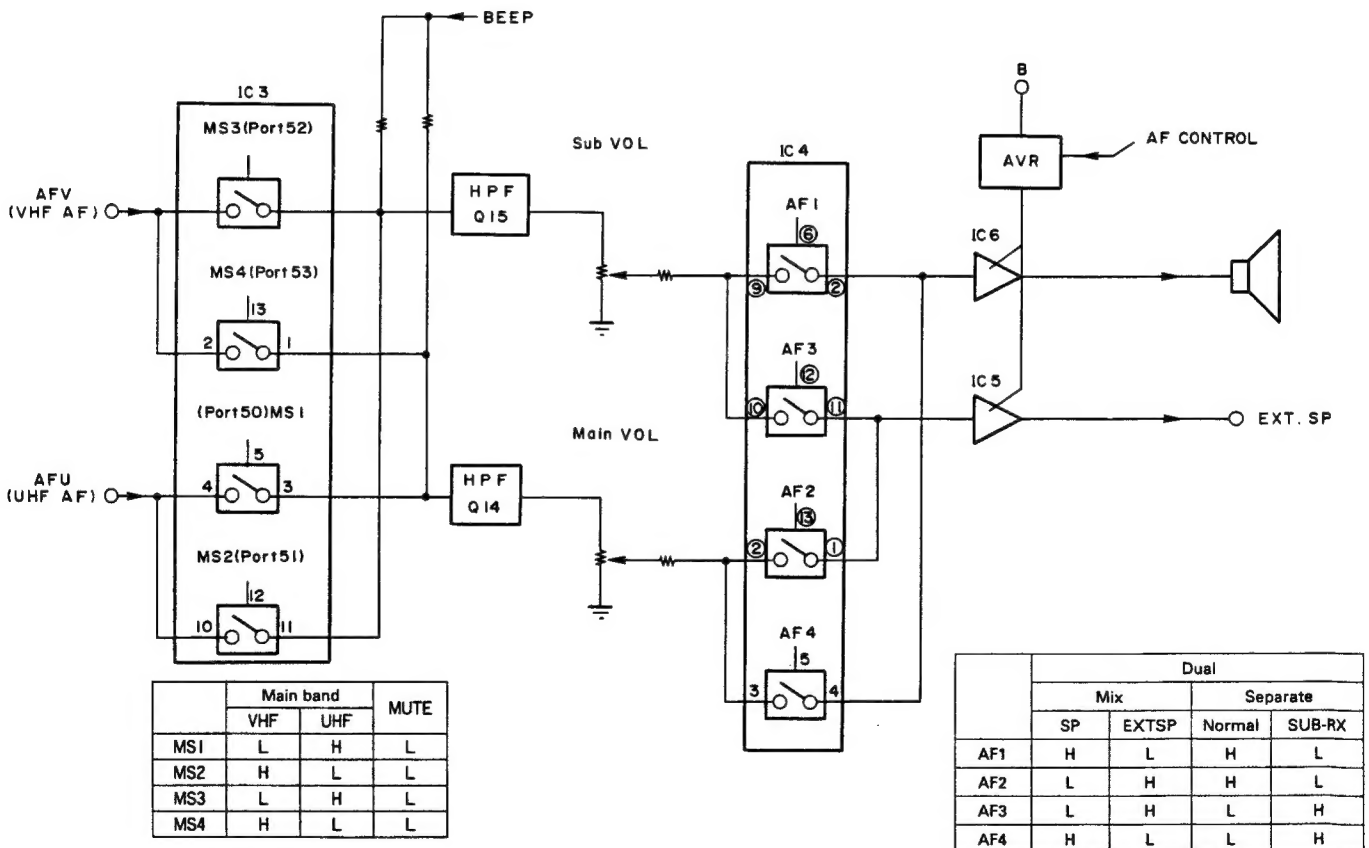 BEEP
IC3
MS3(Port52)
AFV
(VHF AF)
MS4(Port53)
13
2
1
(Port50)MS1
5
AFU
(UHF AF)
4
3
MS2(Port51)
12
10
11
HPF
Q15
HPF
Q14
Sub VOL
Main VOL
IC4
AF1
⑥
⑨
②
AF3
⑫
⑩
⑪
AF2
⑬
②
①
AF4
5
3
4
B
AVR
AF CONTROL
IC6
IC5
EXT. SP
Main band MUTE
VHF UHF
MS1 L H L
MS2 H L L
MS3 L H L
MS4 H L L
Dual
Mix Separate
SP EXTSP Normal SUB-RX
AF1 H L H L
AF2 L H H L
AF3 L H L H
AF4 H L L H